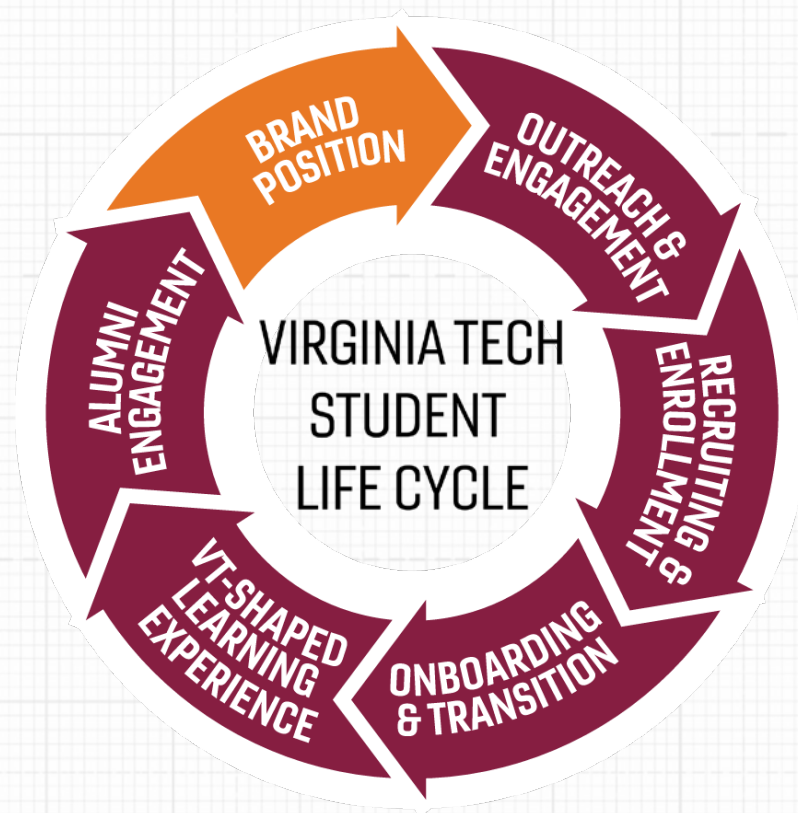 BRAND
POSITION
OUTREACH &
ENGAGEMENT
RECRUITING &
ENROLLMENT
ONBOARDING
& TRANSITION
VT-SHAPED
LEARNING
EXPERIENCE
ALUMNI
ENGAGEMENT
VIRGINIA TECH
STUDENT
LIFE CYCLE